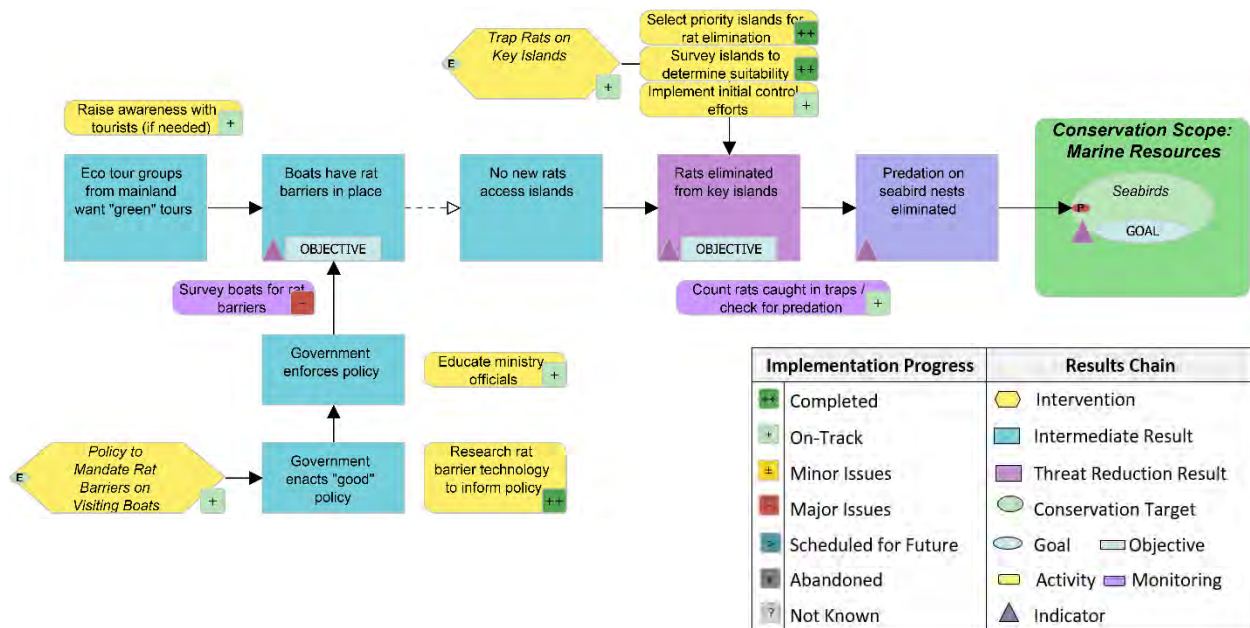 Trap Rats on
Key Islands
E
+
Select priority islands for
rat elimination
++
Survey islands to
determine suitability
++
Implement initial control
efforts
+
Raise awareness with
tourists (if needed)
+
Eco tour groups
from mainland
want "green" tours
Boats have rat
barriers in place
OBJECTIVE
No new rats
access islands
Rats eliminated
from key islands
OBJECTIVE
Predation on
seabird nests
eliminated
Conservation Scope:
Marine Resources
Seabirds
P
GOAL
Survey boats for rat
barriers
-
Count rats caught in traps /
check for predation
+
Government
enforces policy
Educate ministry
officials
+
E
Policy to
Mandate Rat
Barriers on
Visiting Boats
+
Government
enacts "good"
policy
Research rat
barrier technology
to inform policy
++
Implementation Progress
++ Completed
+ On-Track
± Minor Issues
- Major Issues
Scheduled for Future
Abandoned
? Not Known
Results Chain
Intervention
Intermediate Result
Threat Reduction Result
Conservation Target
Goal Objective
Activity Monitoring
Indicator